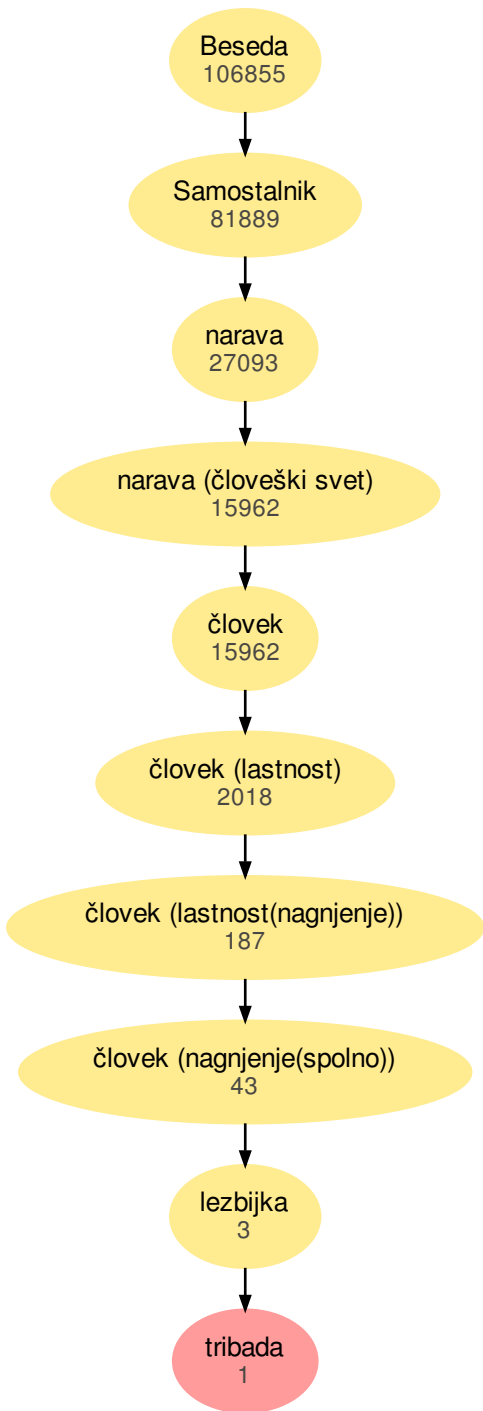 Beseda
106855
Samostalnik
81889
narava
27093
narava (človeški svet)
15962
človek
15962
človek (lastnost)
2018
človek (lastnost(nagnjenje))
187
človek (nagnjenje(spolno))
43
lezbijka
3
tribada
1